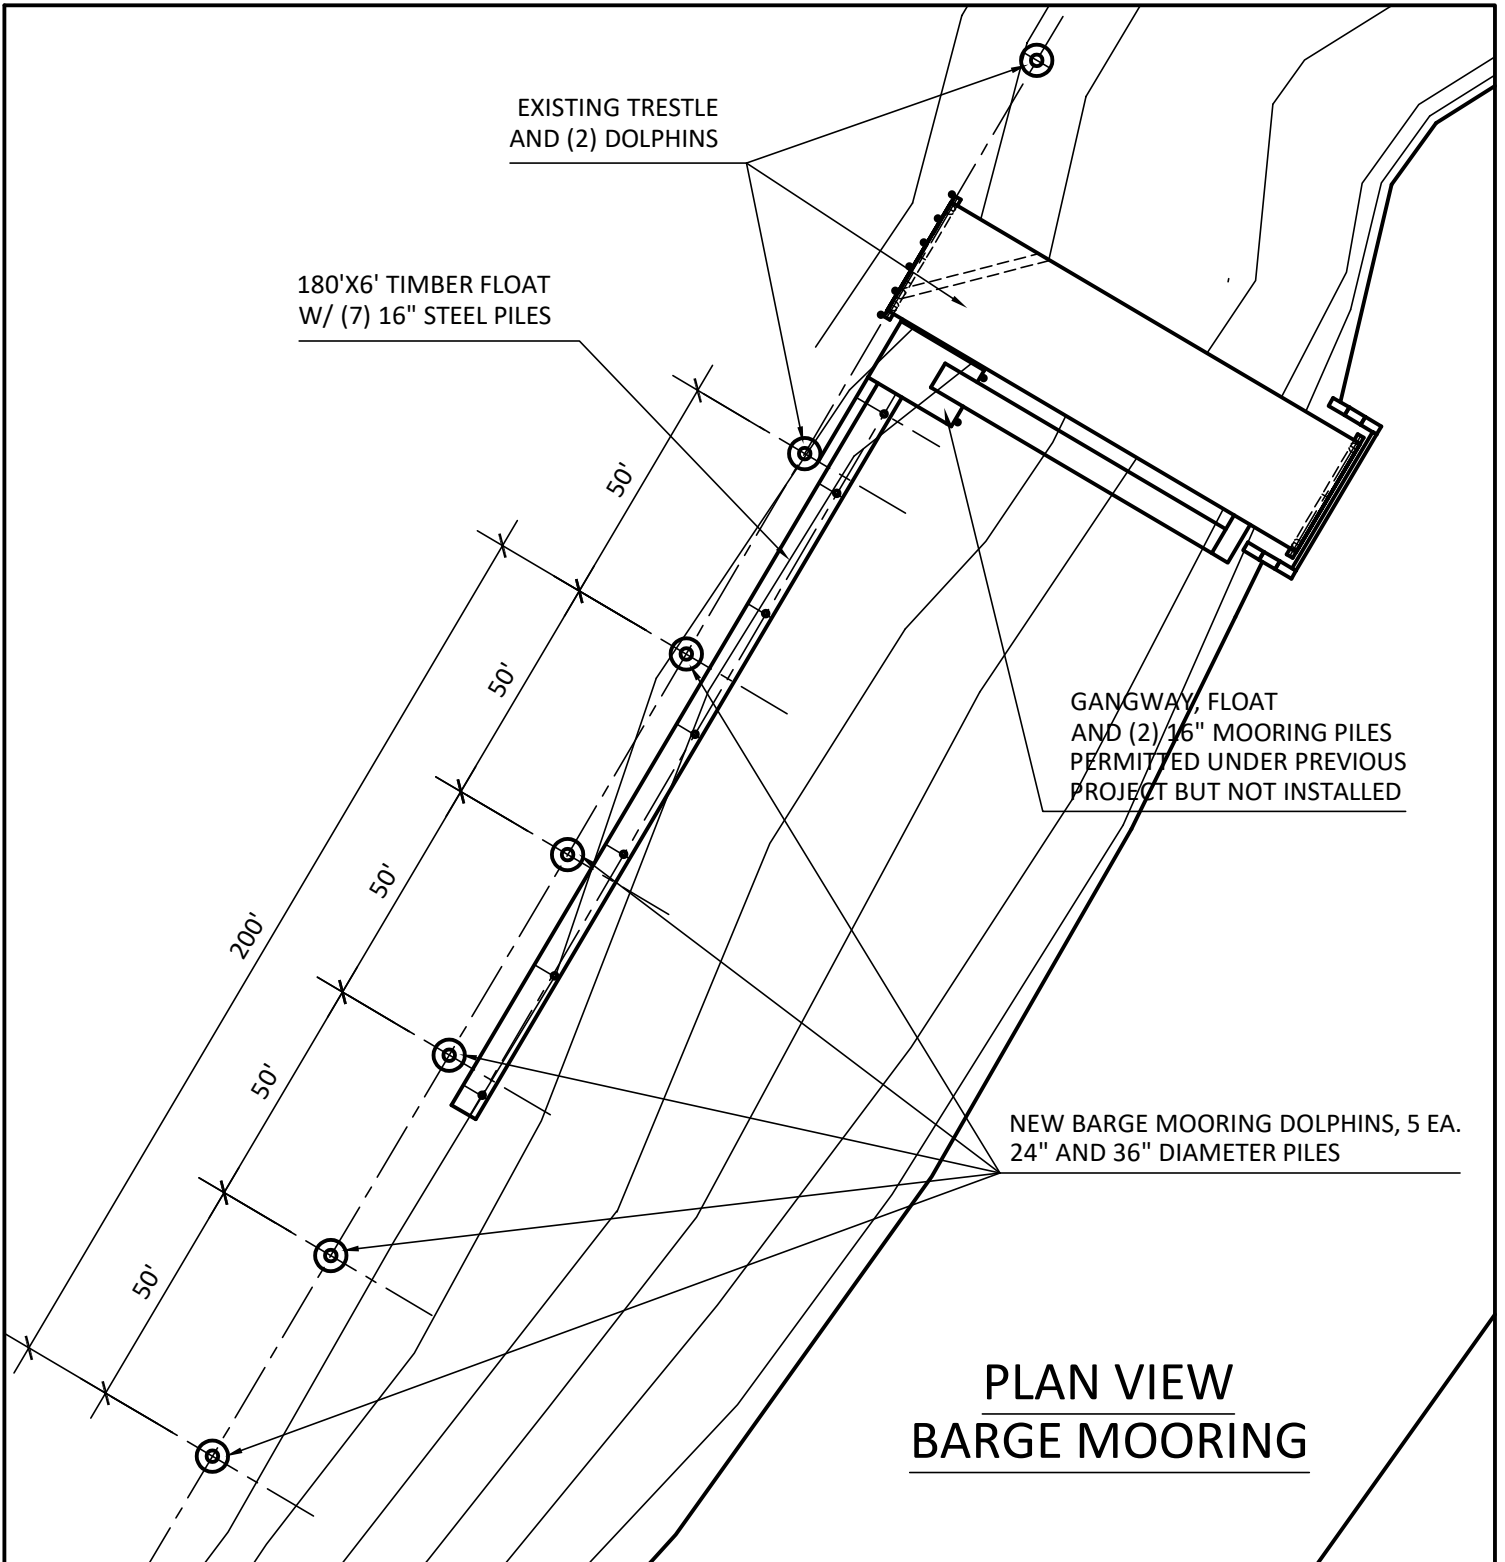 EXISTING TRESTLE
AND (2) DOLPHINS
180'X6' TIMBER FLOAT
W/ (7) 16" STEEL PILES
50'
50'
GANGWAY, FLOAT
AND (2) 16" MOORING PILES
PERMITTED UNDER PREVIOUS
PROJECT BUT NOT INSTALLED
50'
200'
50'
NEW BARGE MOORING DOLPHINS, 5 EA.
24" AND 36" DIAMETER PILES
50'
PLAN VIEW
BARGE MOORING